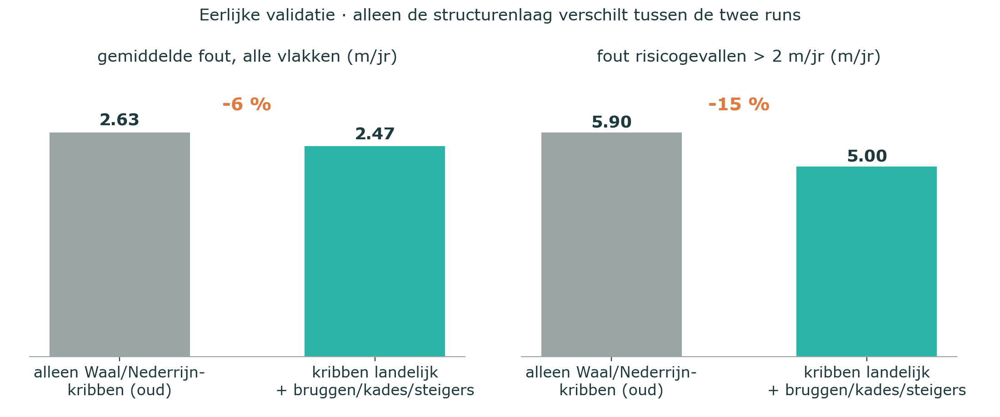 Eerlijke validatie · alleen de structurenlaag verschilt tussen de twee runs
gemiddelde fout, alle vlakken (m/jr)
-6 %
2.63
2.47
alleen Waal/Nederrijn-
kribben (oud)
kribben landelijk
+ bruggen/kades/steigers
fout risicogevallen > 2 m/jr (m/jr)
-15 %
5.90
5.00
alleen Waal/Nederrijn-
kribben (oud)
kribben landelijk
+ bruggen/kades/steigers